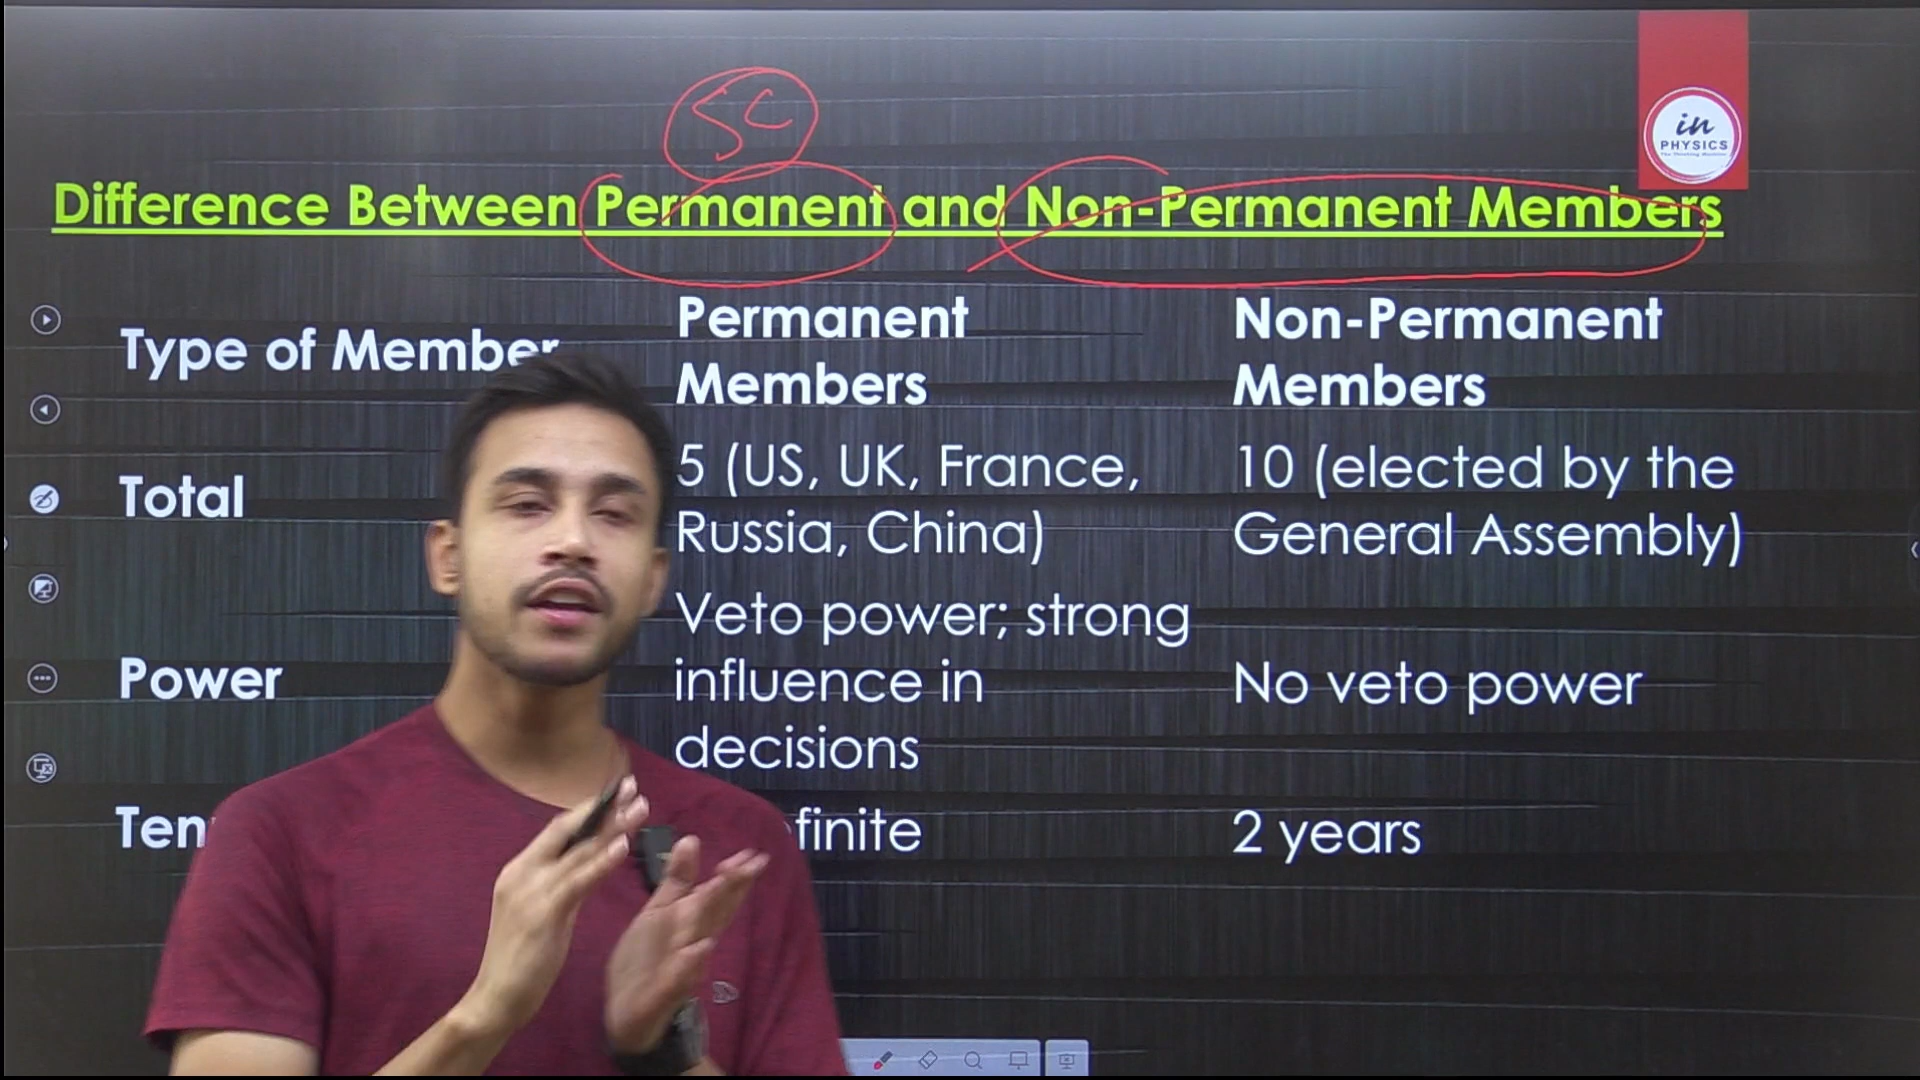 SC
in
PHYSICS
Difference Between Permanent and Non-Permanent Members
Type of Member
Permanent
Members
Non-Permanent
Members
Total
5 (US, UK, France,
Russia, China)
10 (elected by the
General Assembly)
Power
Veto power; strong
influence in
decisions
No veto power
Ten
finite
2 years